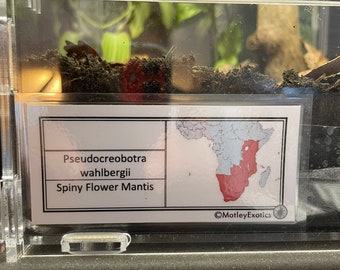 Pseudocreobotra
wahlbergii
Spiny Flower Mantis
©MotleyExotics